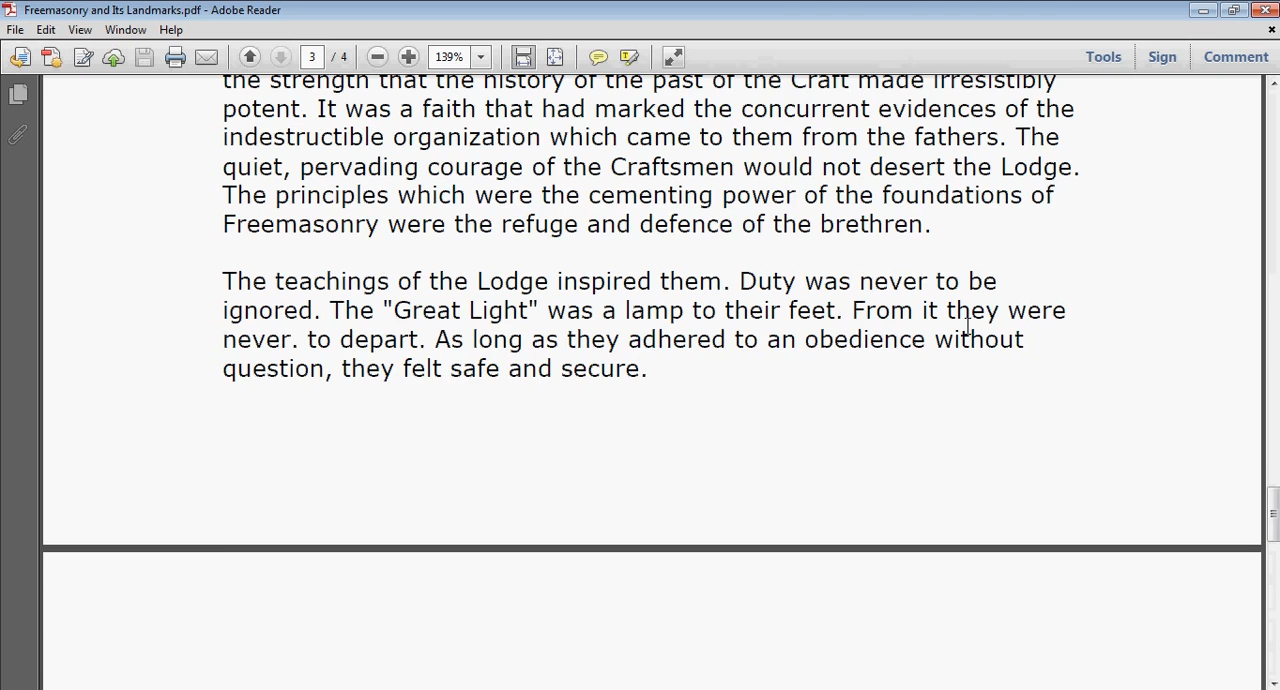 Freemasonry and Its Landmarks.pdf - Adobe Reader
File Edit View Window Help
3 / 4 139% Tools Sign Comment
the strength that the history of the past of the Craft made irresistibly
potent. It was a faith that had marked the concurrent evidences of the
indestructible organization which came to them from the fathers. The
quiet, pervading courage of the Craftsmen would not desert the Lodge.
The principles which were the cementing power of the foundations of
Freemasonry were the refuge and defence of the brethren.
The teachings of the Lodge inspired them. Duty was never to be
ignored. The "Great Light" was a lamp to their feet. From it they were
never. to depart. As long as they adhered to an obedience without
question, they felt safe and secure.